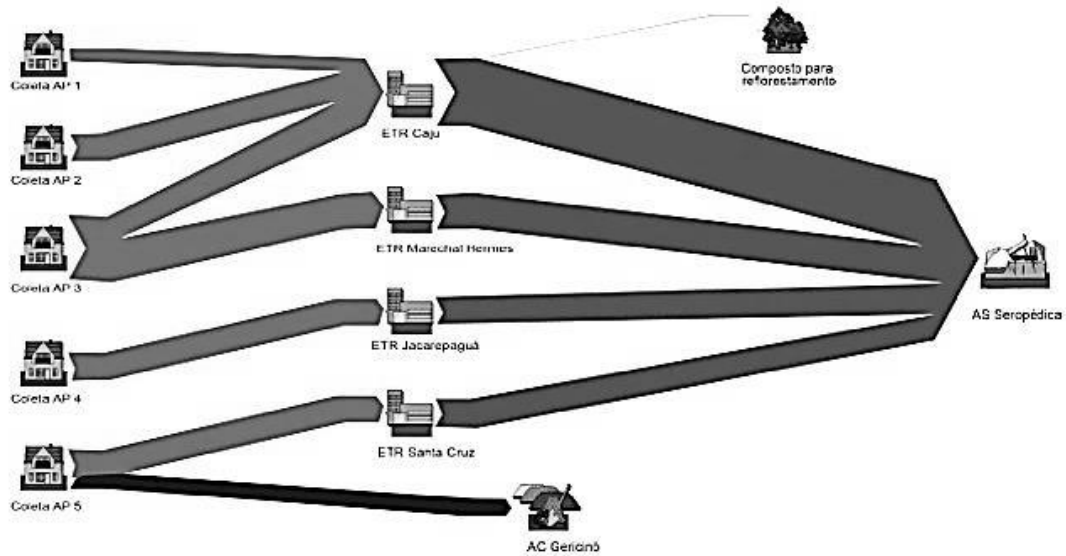 Coleta AP 1
Coleta AP 2
Coleta AP 3
Coleta AP 4
Coleta AP 5
ETR Caju
ETR Marechal Hermes
ETR Jacarepaguá
ETR Santa Cruz
AC Gericinó
Composto para
reflorestamento
AS Seropédica